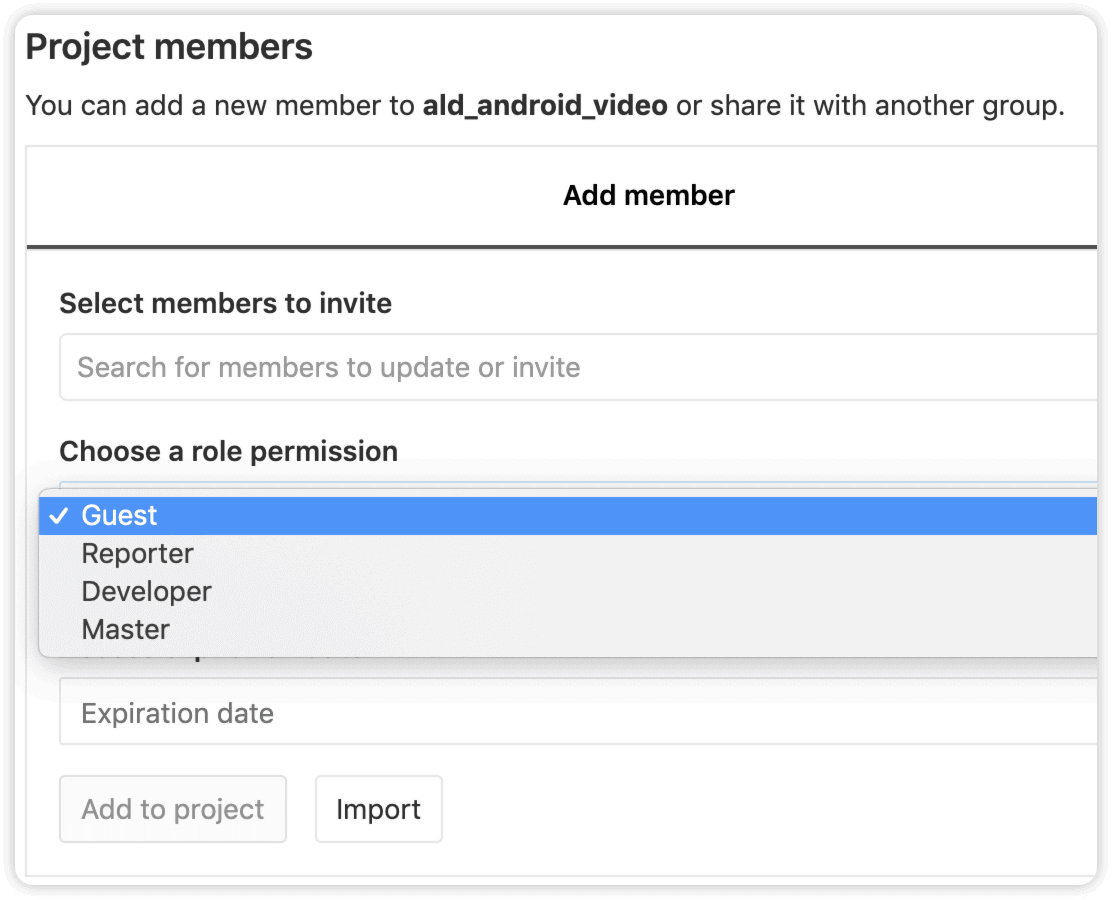 Project members
You can add a new member to ald_android_video or share it with another group.
Add member
Select members to invite
Search for members to update or invite
Choose a role permission
✓ Guest
Reporter
Developer
Master
Expiration date
Add to project
Import